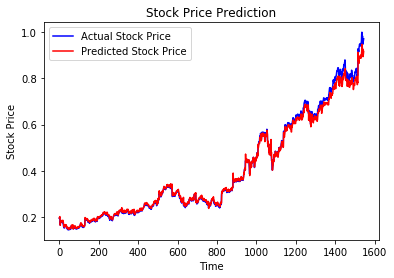 Stock Price Prediction
Actual Stock Price
Predicted Stock Price
1.0
0.8
0.6
0.4
0.2
Stock Price
0 200 400 600 800 1000 1200 1400 1600
Time